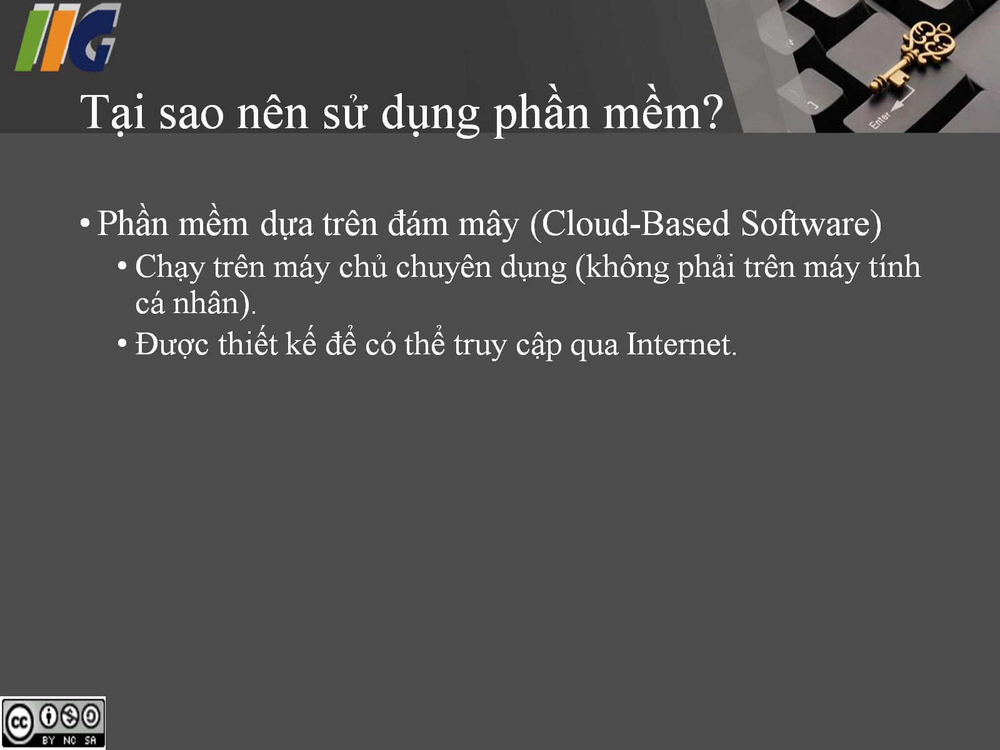 IIG
Enter
Tại sao nên sử dụng phần mềm?
• Phần mềm dựa trên đám mây (Cloud-Based Software)
• Chạy trên máy chủ chuyên dụng (không phải trên máy tính
cá nhân).
• Được thiết kế để có thể truy cập qua Internet.
cc
BY NC SA